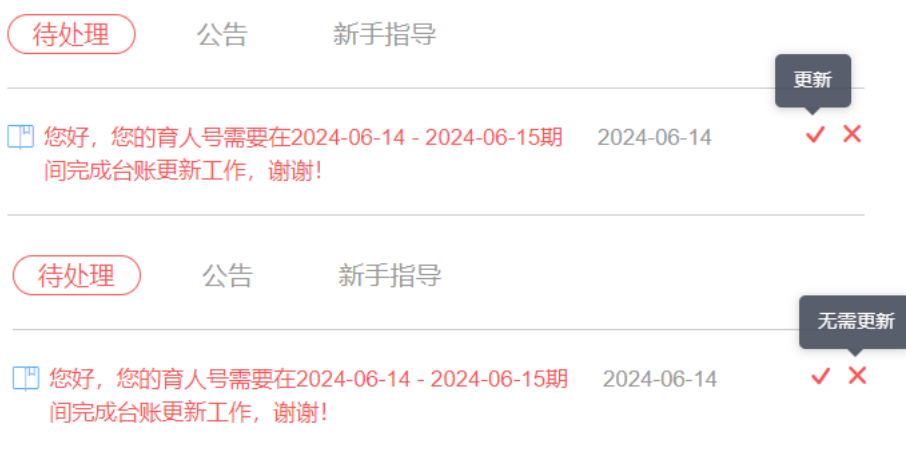 待处理 公告 新手指导
更新
您好，您的育人号需要在2024-06-14 - 2024-06-15期 2024-06-14
间完成台账更新工作，谢谢！
待处理 公告 新手指导
无需更新
您好，您的育人号需要在2024-06-14 - 2024-06-15期 2024-06-14
间完成台账更新工作，谢谢！